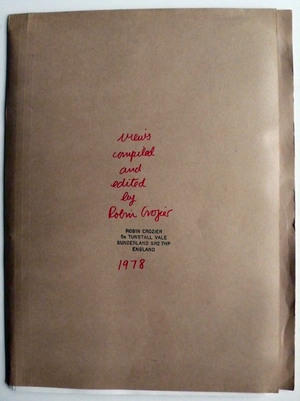 views
compiled
and
edited
by
Robin Crozier
ROBIN CROZIER
5A TUNSTALL VALE
SUNDERLAND SR2 7HP
ENGLAND
1978